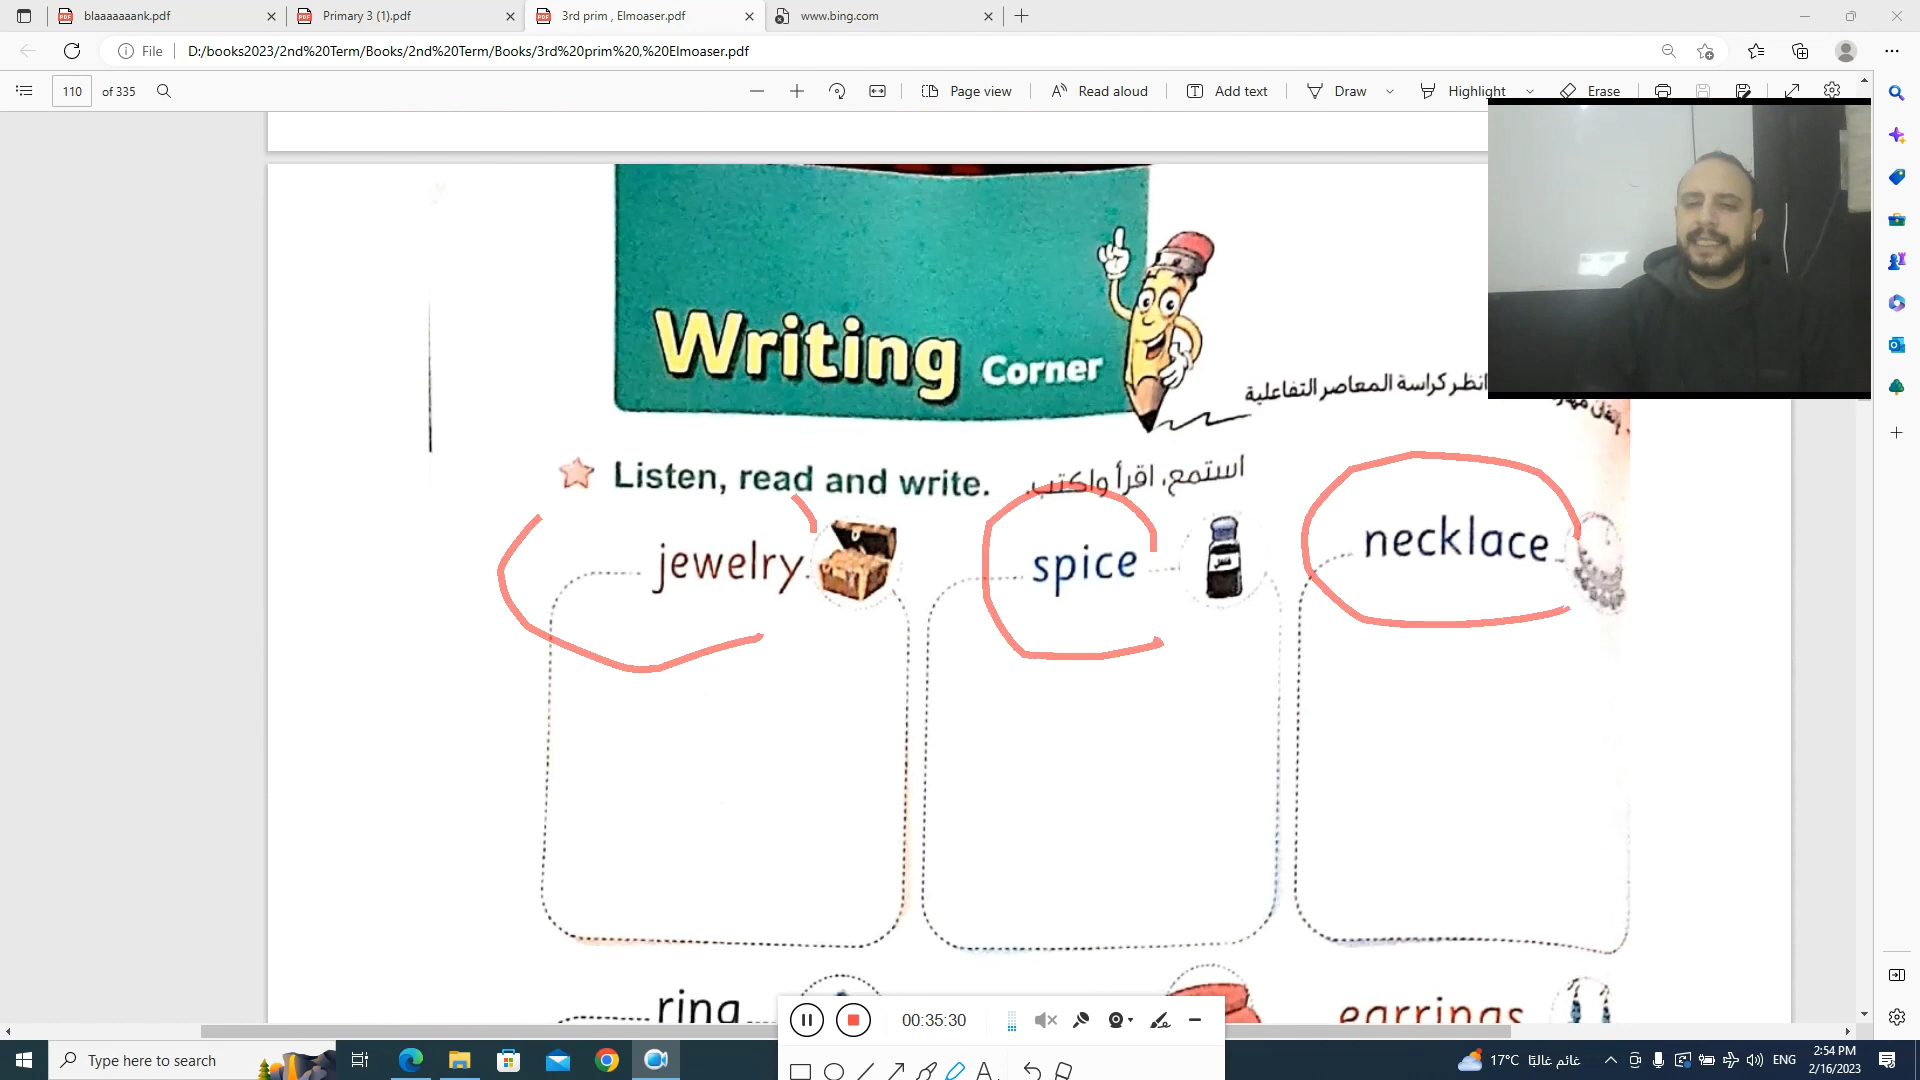 blaaaaaaank.pdf
Primary 3 (1).pdf
3rd prim , Elmoaser.pdf
www.bing.com
File
D:/books2023/2nd%20Term/Books/2nd%20Term/Books/3rd%20prim%20,%20Elmoaser.pdf
110 of 335
Page view
Read aloud
Add text
Draw
Highlight
Erase
Writing Corner
انظر كراسة المعاصر التفاعلية
Listen, read and write.
استمع، اقرأ واكتب.
jewelry
spice
necklace
ring
earrings
00:35:30
Type here to search
17°C غائم غالبًا
ENG
2:54 PM
2/16/2023